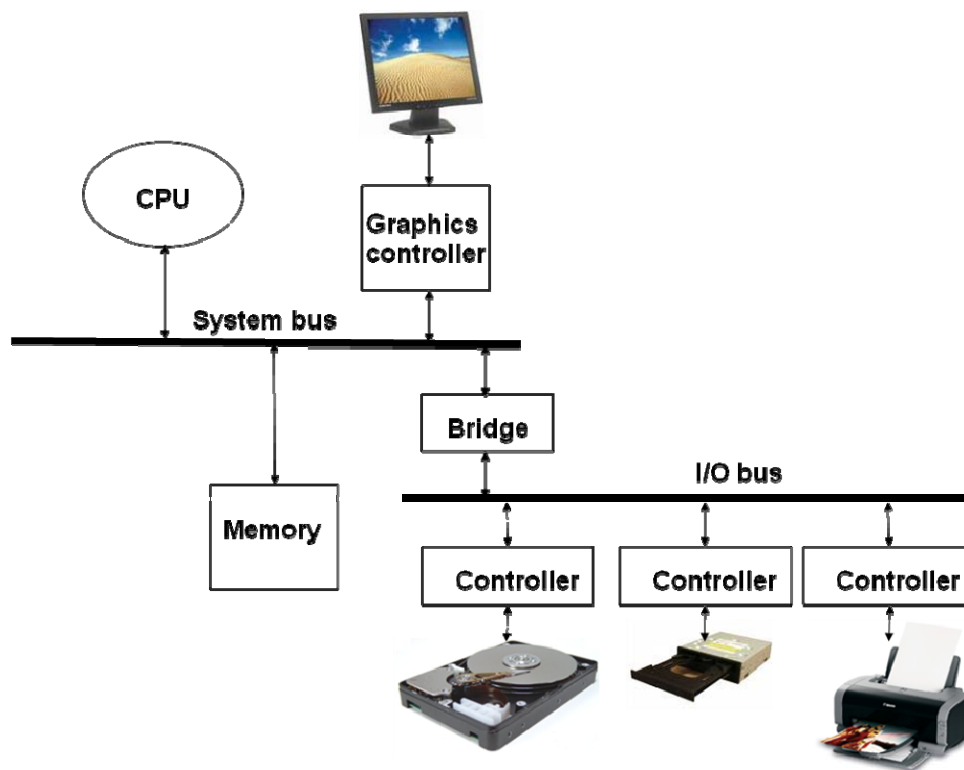 CPU
Graphics
controller
System bus
Bridge
I/O bus
Memory
Controller
Controller
Controller